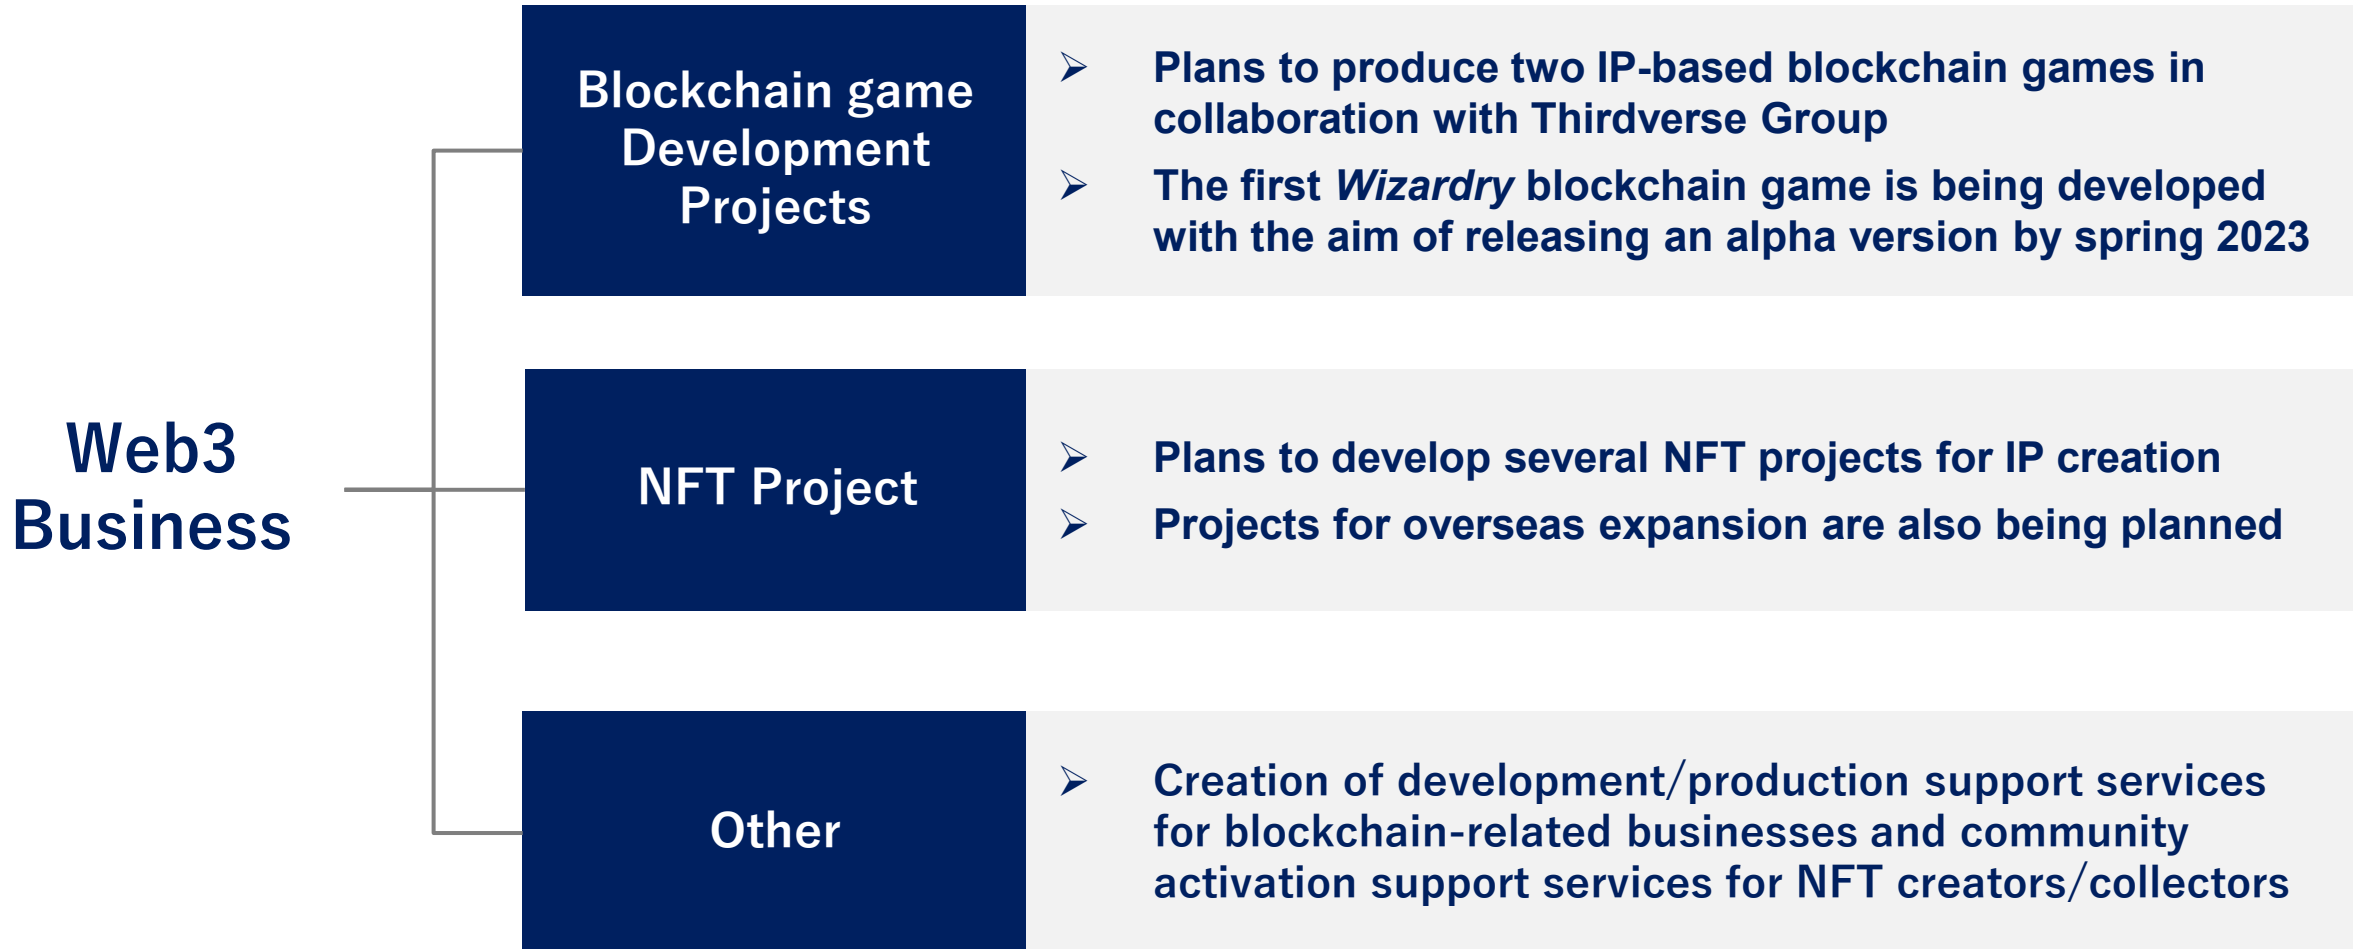 Web3
Business
Blockchain game
Development
Projects
➢ Plans to produce two IP-based blockchain games in
collaboration with Thirdverse Group
➢ The first Wizardry blockchain game is being developed
with the aim of releasing an alpha version by spring 2023
NFT Project
➢ Plans to develop several NFT projects for IP creation
➢ Projects for overseas expansion are also being planned
Other
➢ Creation of development/production support services
for blockchain-related businesses and community
activation support services for NFT creators/collectors